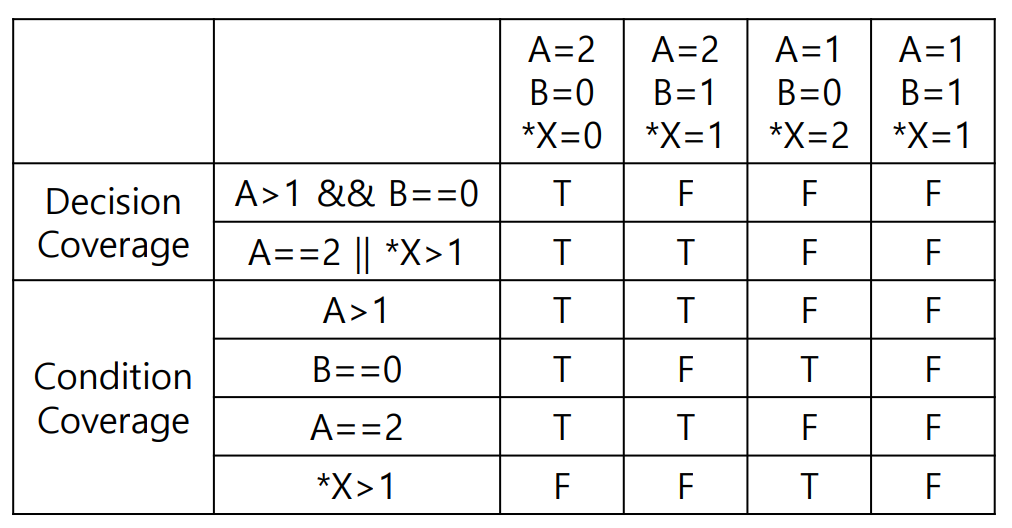 A=2 A=2 A=1 A=1
B=0 B=1 B=0 B=1
*X=0 *X=1 *X=2 *X=1
Decision
Coverage
A>1 && B==0 T F F F
A==2 || *X>1 T T F F
Condition
Coverage
A>1 T T F F
B==0 T F T F
A==2 T T F F
*X>1 F F T F